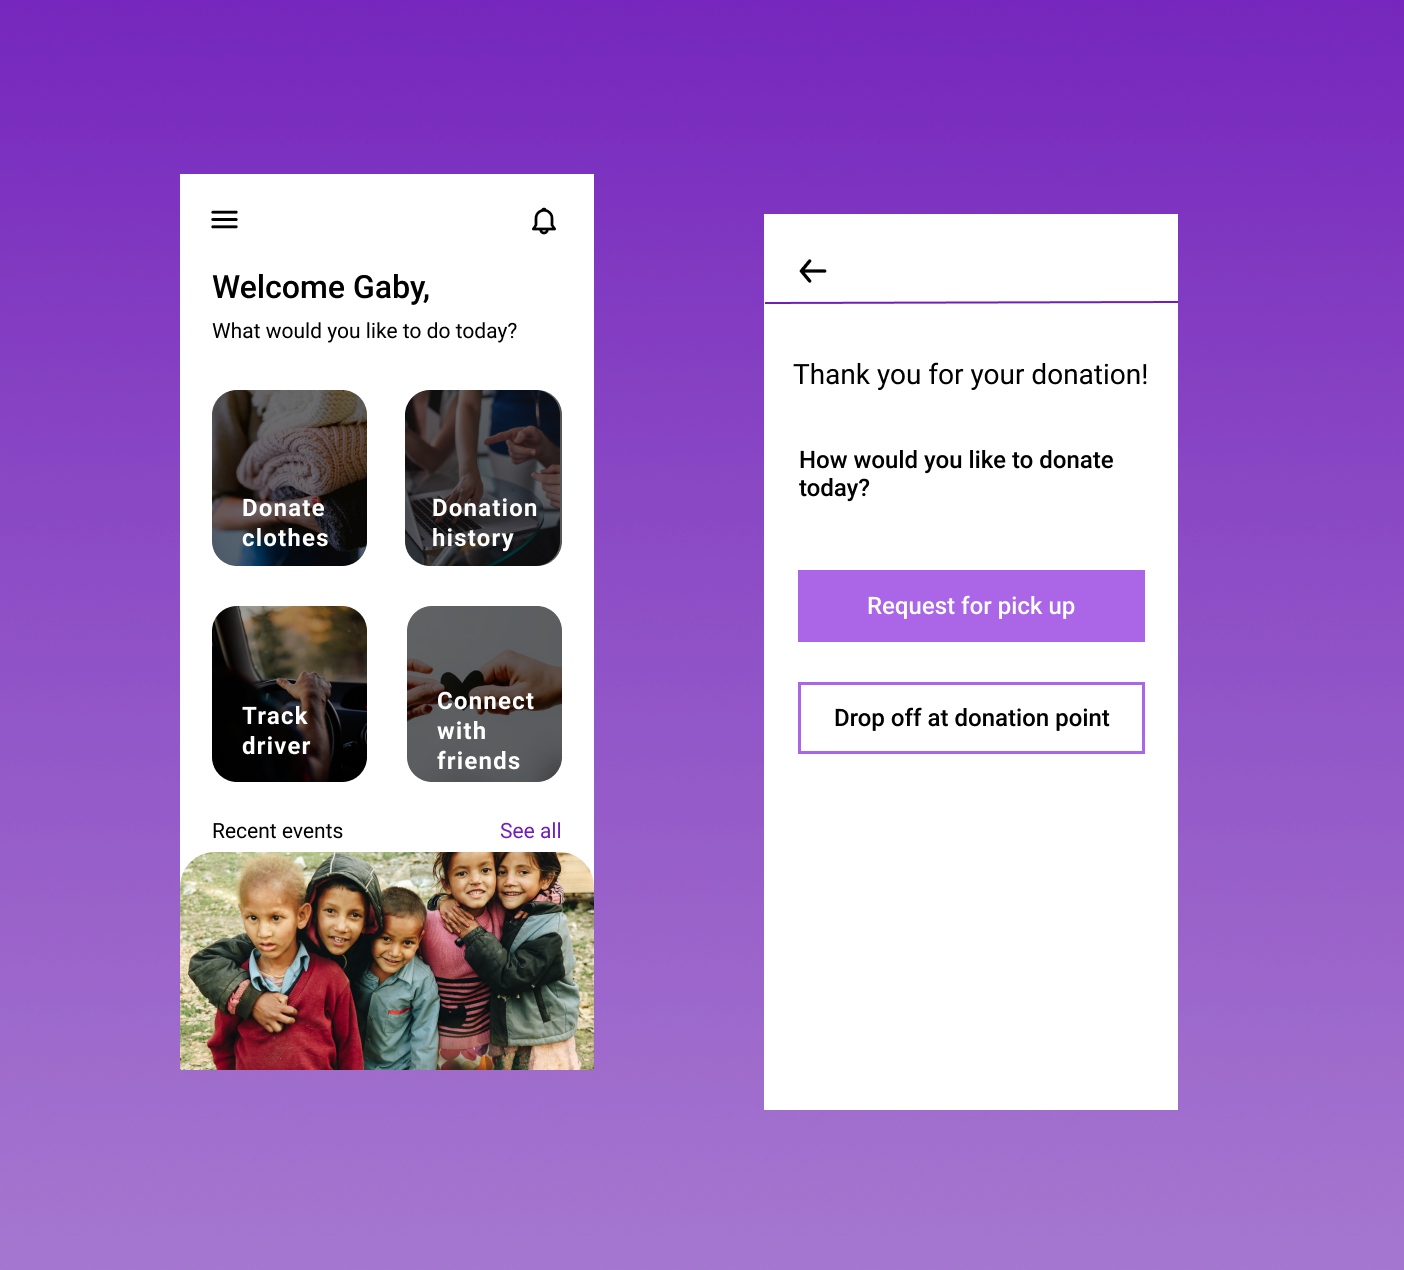 Welcome Gaby,
What would you like to do today?
Donate
clothes
Donation
history
Track
driver
Connect
with
friends
Recent events
See all
Thank you for your donation!
How would you like to donate
today?
Request for pick up
Drop off at donation point